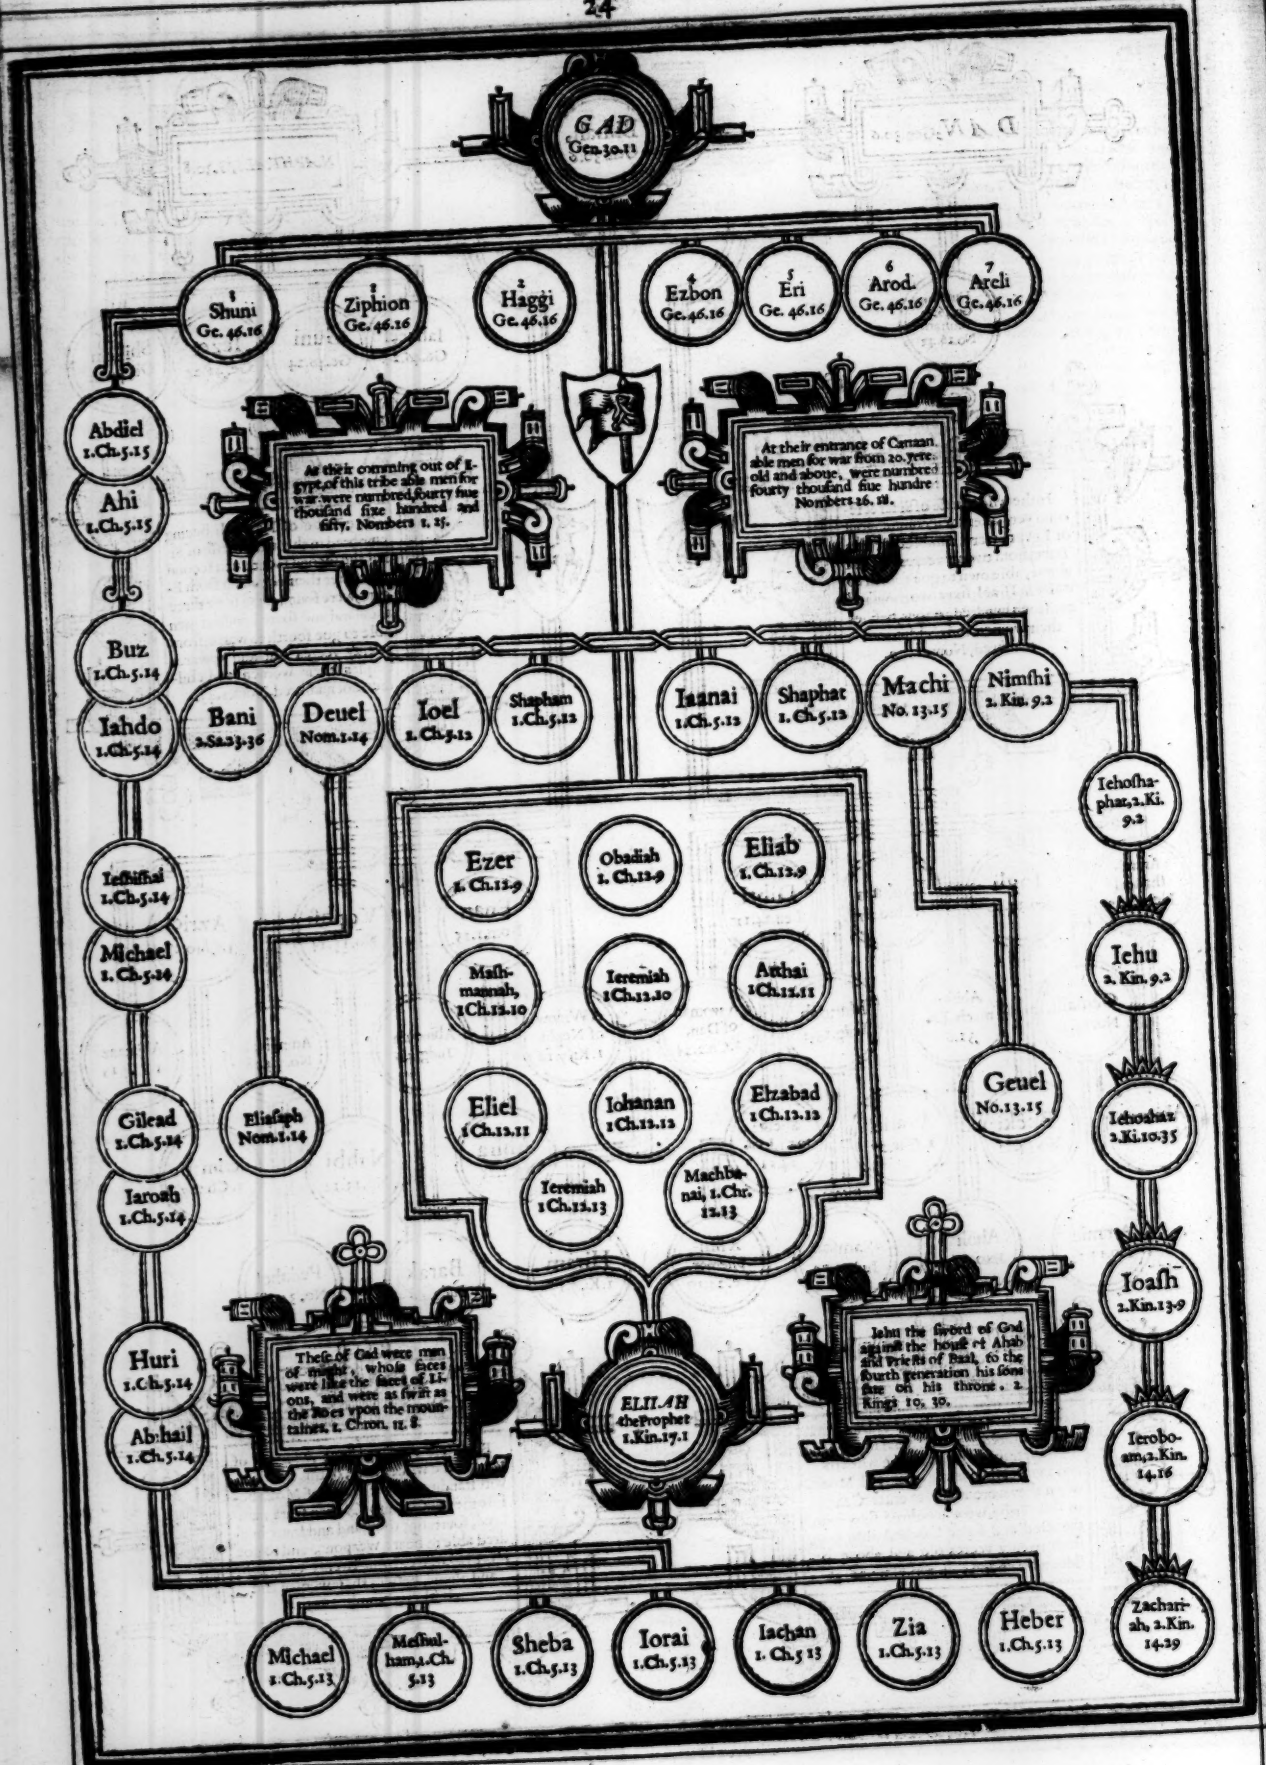 24
GAD
Gen.30.11
3
Shuni
Ge.46.16
1
Ziphion
Ge.46.16
2
Haggi
Ge.46.16
4
Ezbon
Ge.46.16
5
Eri
Ge.46.16
6
Arod.
Ge.46.16
7
Areli
Ge.46.16
Abdiel
1.Ch.5.15
Ahi
1.Ch.5.15
At their comming out of E-
gypt,of this tribe able men for
war were numbred,fourty fiue
thousand sixe hundred and
fifty. Nombers 1.25.
At their entrance of Canaan
able men for war from 20.yere
old and aboue, were numbred
fourty thousand fiue hundre
Nombers 26.18.
Buz
1.Ch.5.14
Iahdo
1.Ch.5.14
Bani
2.Sa.23.36
Deuel
Nom.1.14
Ioel
1.Ch.5.12
Shapham
1.Ch.5.12
Iaanai
1.Ch.5.12
Shaphat
1.Ch.5.12
Machi
No.13.15
Nimshi
2.Kin.9.2
Iehosha-
phat,2.Ki.
9.2
Ezer
1.Ch.12.9
Obadiah
1.Ch.12.9
Eliab
1.Ch.12.9
Ieshishai
1.Ch.5.14
Michael
1.Ch.5.14
Mash-
mannah,
1Ch.12.10
Ieremiah
1Ch.12.10
Atthai
1Ch.12.11
Iehu
2.Kin.9.2
Gilead
1.Ch.5.14
Iaroah
1.Ch.5.14
Eliasaph
Nom.1.14
Eliel
1Ch.12.11
Iohanan
1Ch.12.12
Elzabad
1Ch.12.12
Geuel
No.13.15
Iehoahaz
2.Ki.10.35
Ieremiah
1Ch.12.13
Machba-
nai, 1.Chr.
12.13
Ioash
2.Kin.13.9
Huri
1.Ch.5.14
Abihail
1.Ch.5.14
These of Gad were men
of might, whose faces
were like the faces of Li-
ons, and were as swift as
the Roes vpon the moun-
taines. 1. Chron. 12.8.
ELIIAH
the Prophet
1.Kin.17.1
Iehu the sword of God
against the house of Ahab
and Priests of Baal, to the
fourth generation his sons
sate on his throne. 2.
Kings 10. 30.
Ierobo-
am,2.Kin.
14.16
Michael
1.Ch.5.13
Meshul-
ham,1.Ch.
5.13
Sheba
1.Ch.5.13
Iorai
1.Ch.5.13
Iachan
1.Ch.5 13
Zia
1.Ch.5.13
Heber
1.Ch.5.13
Zachari-
ah, 2.Kin.
14.29